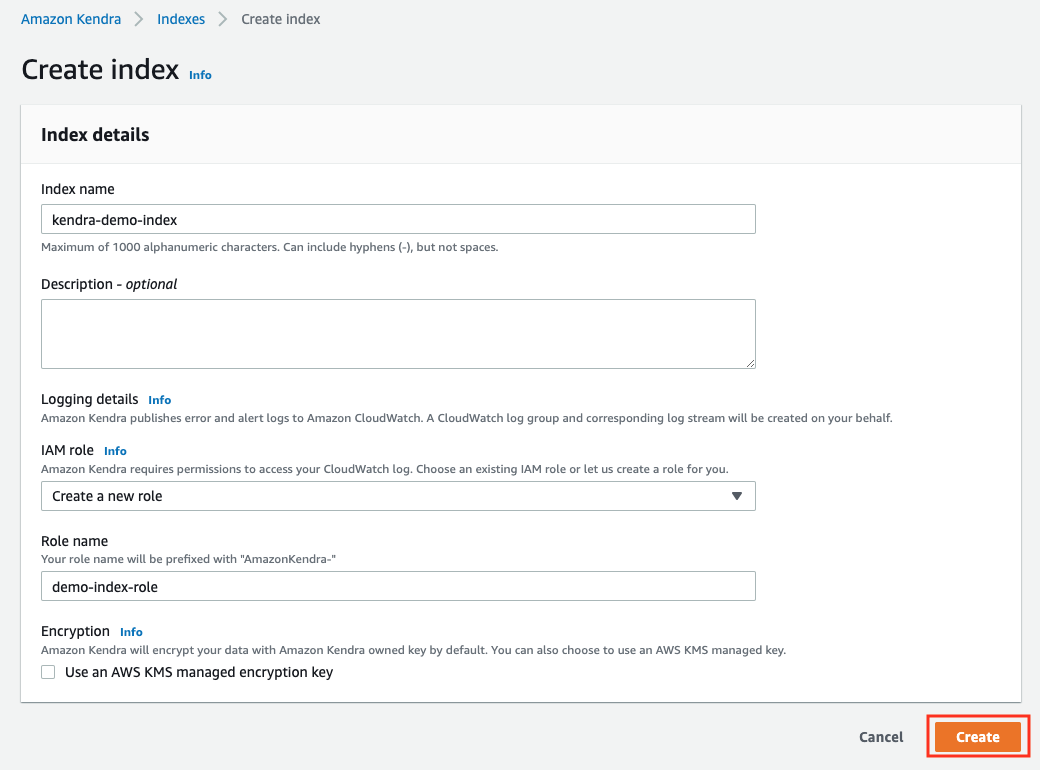 Amazon Kendra > Indexes > Create index
Create index Info
Index details
Index name
kendra-demo-index
Maximum of 1000 alphanumeric characters. Can include hyphens (-), but not spaces.
Description - optional
Logging details Info
Amazon Kendra publishes error and alert logs to Amazon CloudWatch. A CloudWatch log group and corresponding log stream will be created on your behalf.
IAM role Info
Amazon Kendra requires permissions to access your CloudWatch log. Choose an existing IAM role or let us create a role for you.
Create a new role
Role name
Your role name will be prefixed with "AmazonKendra-"
demo-index-role
Encryption Info
Amazon Kendra will encrypt your data with Amazon Kendra owned key by default. You can also choose to use an AWS KMS managed key.
Use an AWS KMS managed encryption key
Cancel Create